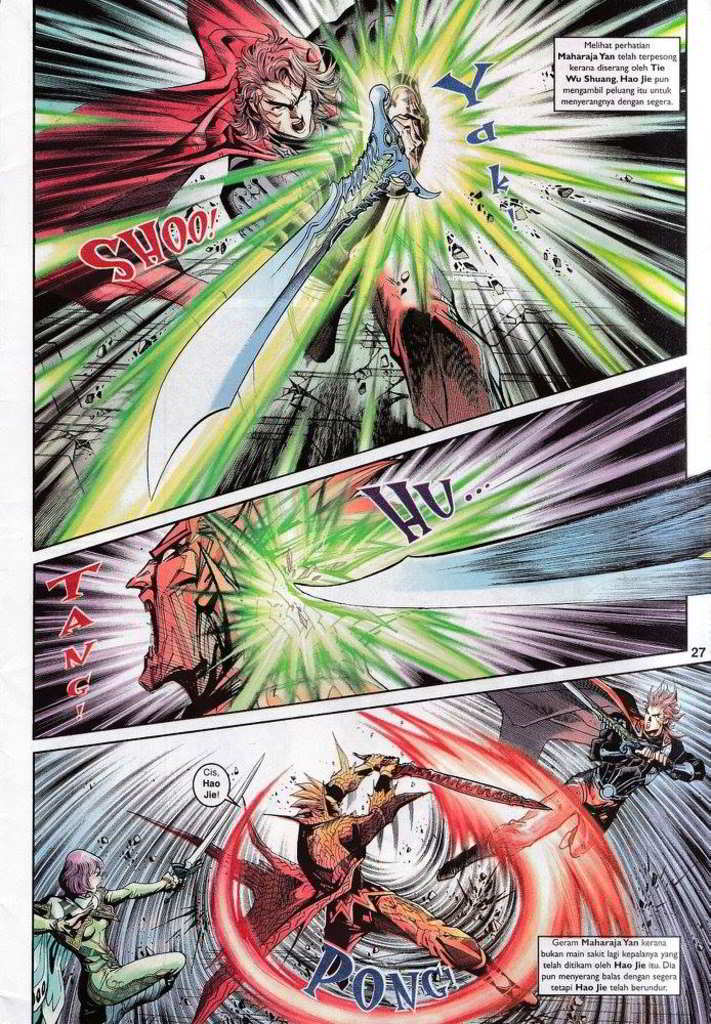 Melihat perhatian
Maharaja Yan telah terpesong
kerana diserang oleh Tie
Wu Shuang, Hao Jie pun
mengambil peluang itu untuk
menyerangnya dengan segera.
Yak!
SHOO!
HU...
TANG!
27
Cis,
Hao
Jie!
PONG!
Geram Maharaja Yan kerana
bukan main sakit lagi kepalanya yang
telah ditikam oleh Hao Jie itu. Dia
pun menyerang balas dengan segera
tetapi Hao Jie telah berundur.